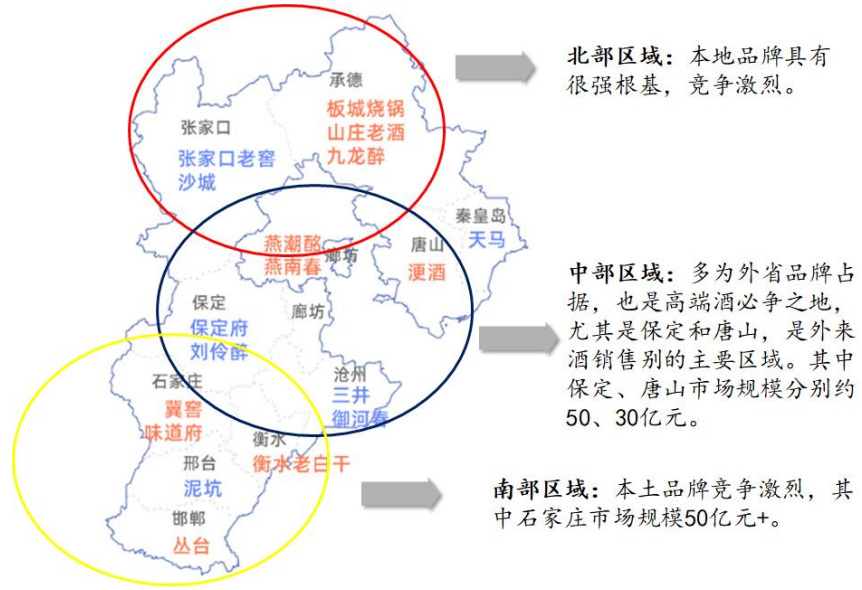 北部区域：本地品牌具有
很强根基，竞争激烈。
承德
板城烧锅
山庄老酒
九龙醉
张家口
张家口老窖
沙城
秦皇岛
天马
燕潮酩
燕南春
廊坊
唐山
浭酒
中部区域：多为外省品牌占
据，也是高端酒必争之地，
尤其是保定和唐山，是外来
酒销售别的主要区域。其中
保定、唐山市场规模分别约
50、30亿元。
保定
保定府
刘伶醉
廊坊
沧州
三井
御河春
石家庄
冀窖
味道府
衡水
衡水老白干
邢台
泥坑
邯郸
丛台
南部区域：本土品牌竞争激烈，其
中石家庄市场规模50亿元+。